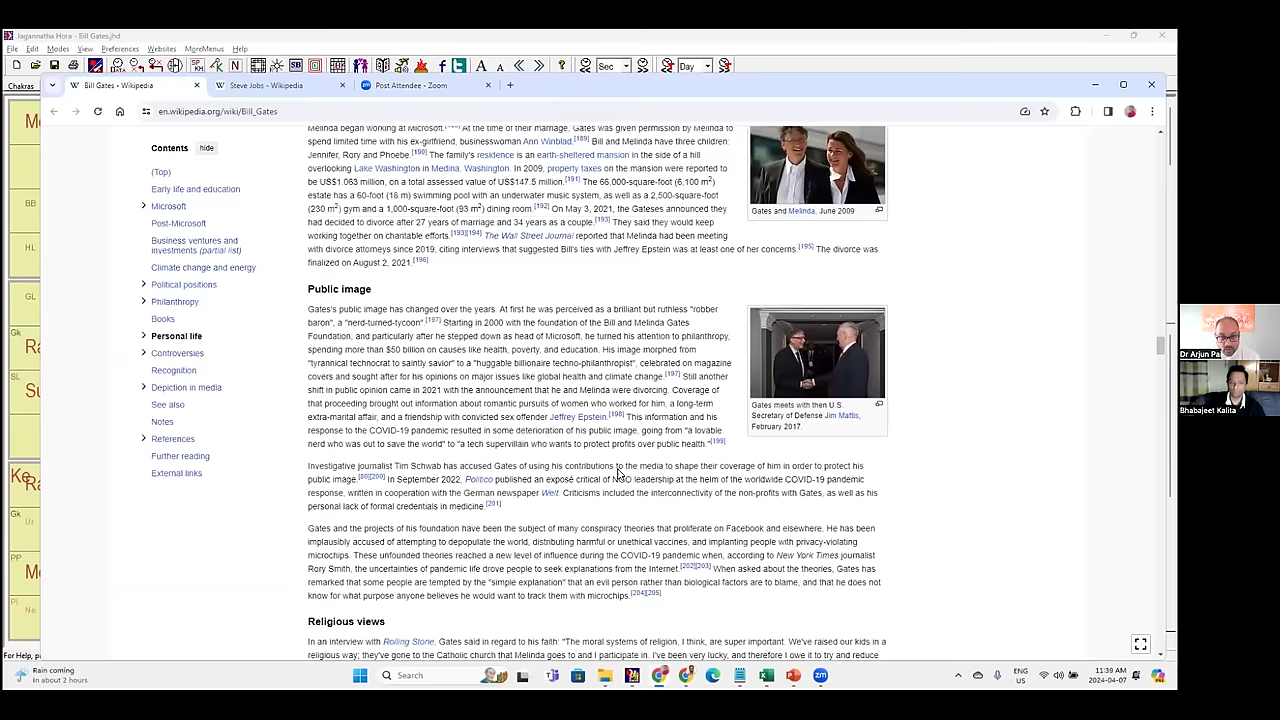 Jagannatha Hora - Bill Gates.jhd
File Edit Modes View Preferences Websites MoreMenus Help
Sec Day
Chakras Bill Gates - Wikipedia Steve Jobs - Wikipedia Post Attendee - Zoom
en.wikipedia.org/wiki/Bill_Gates
BB
HL
GL
Gk
SL
Gk
Ur
PP
Pl
Ne
For Help, p
Contents hide
(Top)
Early life and education
Microsoft
Post-Microsoft
Business ventures and
investments (partial list)
Climate change and energy
Political positions
Philanthropy
Books
Personal life
Controversies
Reception
Depiction in media
See also
Notes
References
Further reading
External links
Melinda began working at Microsoft. At the time of their marriage, Gates was given permission by Melinda to
spend limited time with his ex-girlfriend, businesswoman Ann Winblad.[189] Bill and Melinda have three children:
Jennifer, Rory and Phoebe.[190] The family's residence is an earth-sheltered mansion in the side of a hill
overlooking Lake Washington in Medina, Washington. In 2009, property taxes on the mansion were reported to
be US$1.063 million, on a total assessed value of US$147.5 million.[191] The 66,000-square-foot (6,100 m²)
estate has a 60-foot (18 m) swimming pool with an underwater music system, as well as a 2,500-square-foot
(230 m²) gym and a 1,000-square-foot (93 m²) dining room.[192] On May 3, 2021, the Gateses announced they
had decided to divorce after 27 years of marriage and 34 years as a couple.[193] They said they would keep
working together on charitable efforts.[193][194] The Wall Street Journal reported that Melinda had been meeting
with divorce attorneys since 2019, citing interviews that suggested Bill's ties with Jeffrey Epstein was at least one of her concerns.[195] The divorce was
finalized on August 2, 2021.[196]
Gates and Melinda, June 2009
Public image
Gates's public image has changed over the years. At first he was perceived as a brilliant but ruthless "robber
baron", a "nerd-turned-tycoon".[197] Starting in 2000 with the foundation of the Bill and Melinda Gates
Foundation, and particularly after he stepped down as head of Microsoft, he turned his attention to philanthropy,
spending more than $50 billion on causes like health, poverty, and education. His image morphed from
"tyrannical technocrat to saintly savior" to a "huggable billionaire techno-philanthropist", celebrated on magazine
covers and sought after for his opinions on major issues like global health and climate change.[197] Still another
shift in public opinion came in 2021 with the announcement that he and Melinda were divorcing. Coverage of
that proceeding brought out information about romantic pursuits of women who worked for him, a long-term
extra-marital affair, and a friendship with convicted sex offender Jeffrey Epstein.[198] This information and his
response to the COVID-19 pandemic resulted in some deterioration of his public image, going from "a lovable
nerd who was out to save the world" to "a tech supervillain who wants to protect profits over public health."[199]
Gates meets with then U.S.
Secretary of Defense Jim Mattis,
February 2017.
Investigative journalist Tim Schwab has accused Gates of using his contributions to the media to shape their coverage of him in order to protect his
public image.[80][200] In September 2022, Politico published an exposé critical of NGO leadership at the helm of the worldwide COVID-19 pandemic
response, written in cooperation with the German newspaper Welt. Criticisms included the interconnectivity of the non-profits with Gates, as well as his
personal lack of formal credentials in medicine.[201]
Gates and the projects of his foundation have been the subject of many conspiracy theories that proliferate on Facebook and elsewhere. He has been
implausibly accused of attempting to depopulate the world, distributing harmful or unethical vaccines, and implanting people with privacy-violating
microchips. These unfounded theories reached a new level of influence during the COVID-19 pandemic when, according to New York Times journalist
Rory Smith, the uncertainties of pandemic life drove people to seek explanations from the Internet.[202][203] When asked about the theories, Gates has
remarked that some people are tempted by the "simple explanation" that an evil person rather than biological factors are to blame, and that he does not
know for what purpose anyone believes he would want to track them with microchips.[204][205]
Religious views
In an interview with Rolling Stone, Gates said in regard to his faith: "The moral systems of religion, I think, are super important. We've raised our kids in a
religious way; they've gone to the Catholic church that Melinda goes to and I participate in. I've been very lucky, and therefore I owe it to try and reduce
Dr Arjun Pa
Bhabajeet Kalita
Rain coming
In about 2 hours
Search
ENG
US
11:39 AM
2024-04-07